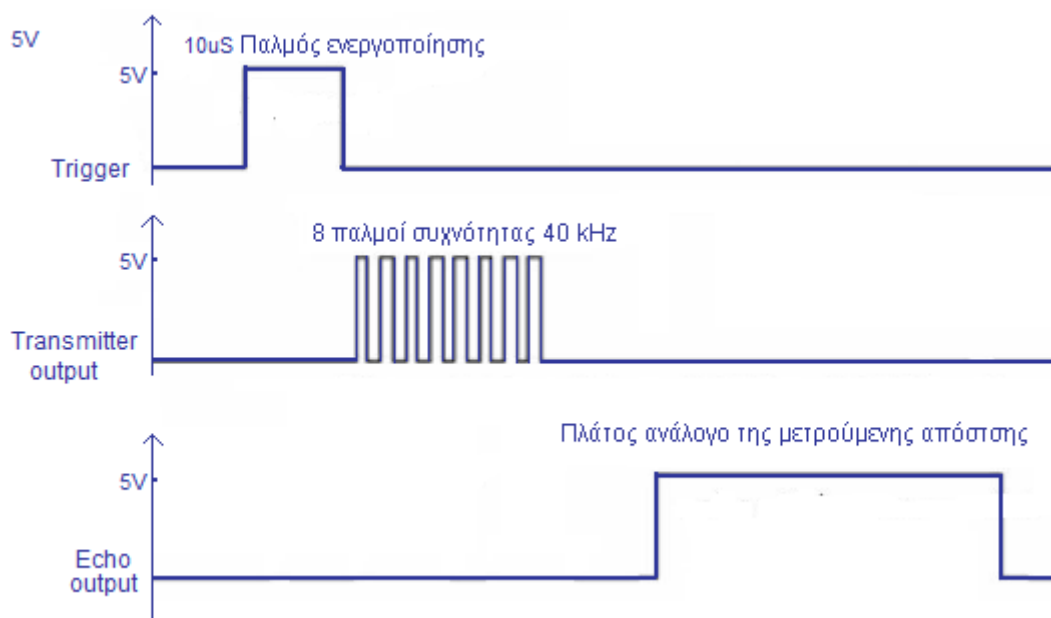 5V
10uS Παλμός ενεργοποίησης
5V
Trigger
8 παλμοί συχνότητας 40 kHz
5V
Transmitter
output
Πλάτος ανάλογο της μετρούμενης απόστσης
5V
Echo
output